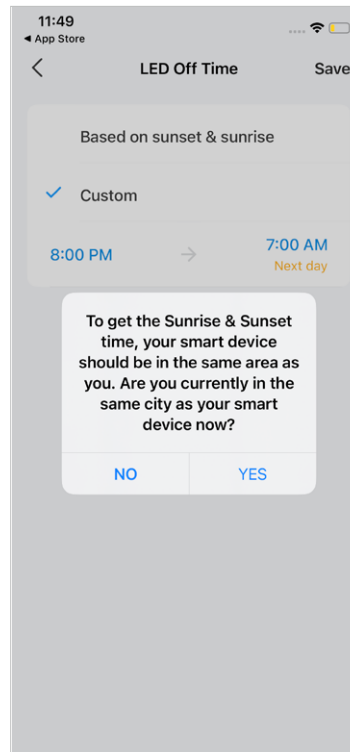 11:49
◀ App Store
LED Off Time
Save
Based on sunset & sunrise
Custom
8:00 PM
7:00 AM
Next day
To get the Sunrise & Sunset
time, your smart device
should be in the same area as
you. Are you currently in the
same city as your smart
device now?
NO
YES